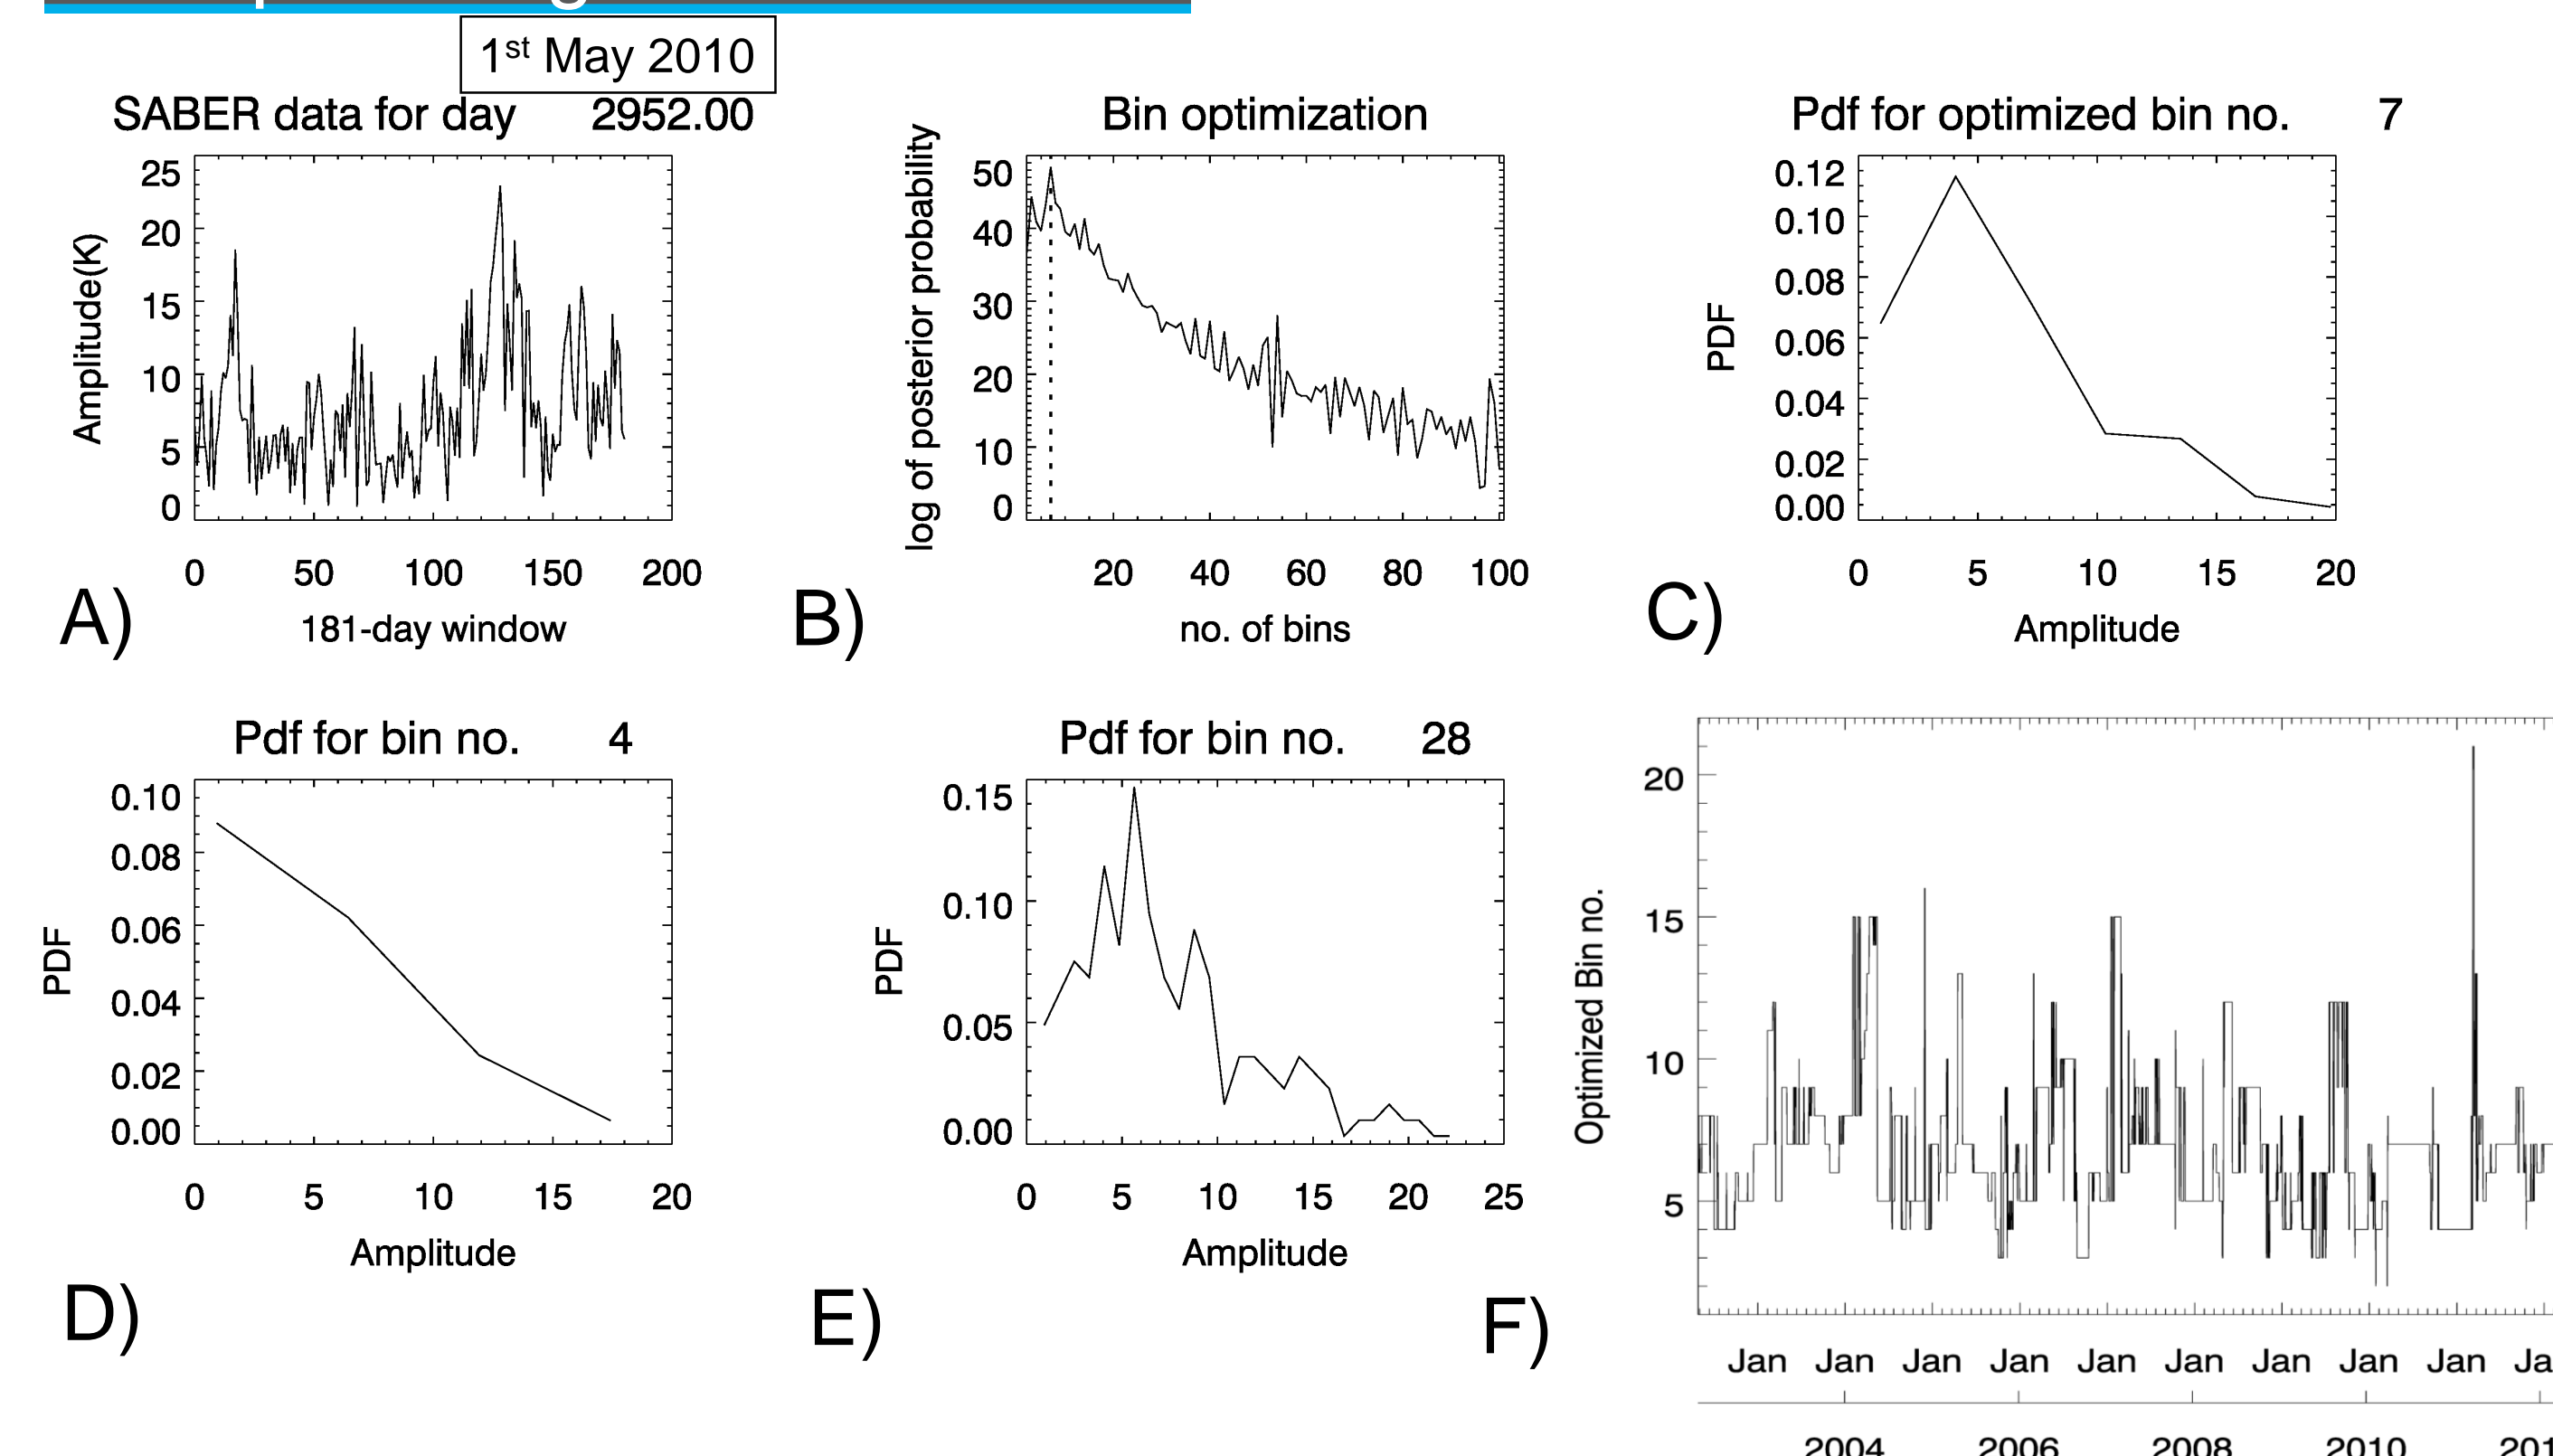 1st May 2010
SABER data for day 2952.00
25
20
15
10
5
0
Amplitude(K)
0 50 100 150 200
181-day window
A)
Bin optimization
50
40
30
20
10
0
log of posterior probability
20 40 60 80 100
no. of bins
B)
Pdf for optimized bin no. 7
0.12
0.10
0.08
0.06
0.04
0.02
0.00
PDF
0 5 10 15 20
Amplitude
C)
Pdf for bin no. 4
0.10
0.08
0.06
0.04
0.02
0.00
PDF
0 5 10 15 20
Amplitude
D)
Pdf for bin no. 28
0.15
0.10
0.05
0.00
PDF
0 5 10 15 20 25
Amplitude
E)
20
15
10
5
Optimized Bin no.
Jan Jan Jan Jan Jan Jan Jan Jan Jan Ja
2004 2006 2008 2010 201
F)